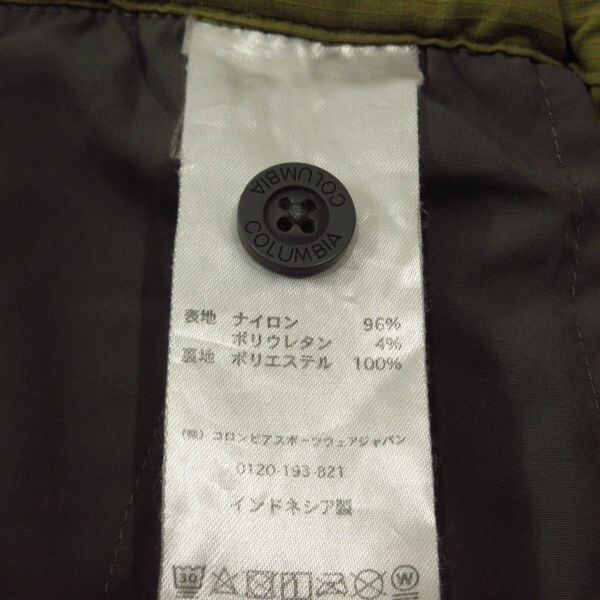 COLUMBIA
COLUMBIA
表地 ナイロン 96%
ポリウレタン 4%
裏地 ポリエステル 100%
(株) コロンビアスポーツウェアジャパン
0120-193-821
インドネシア製
30
W